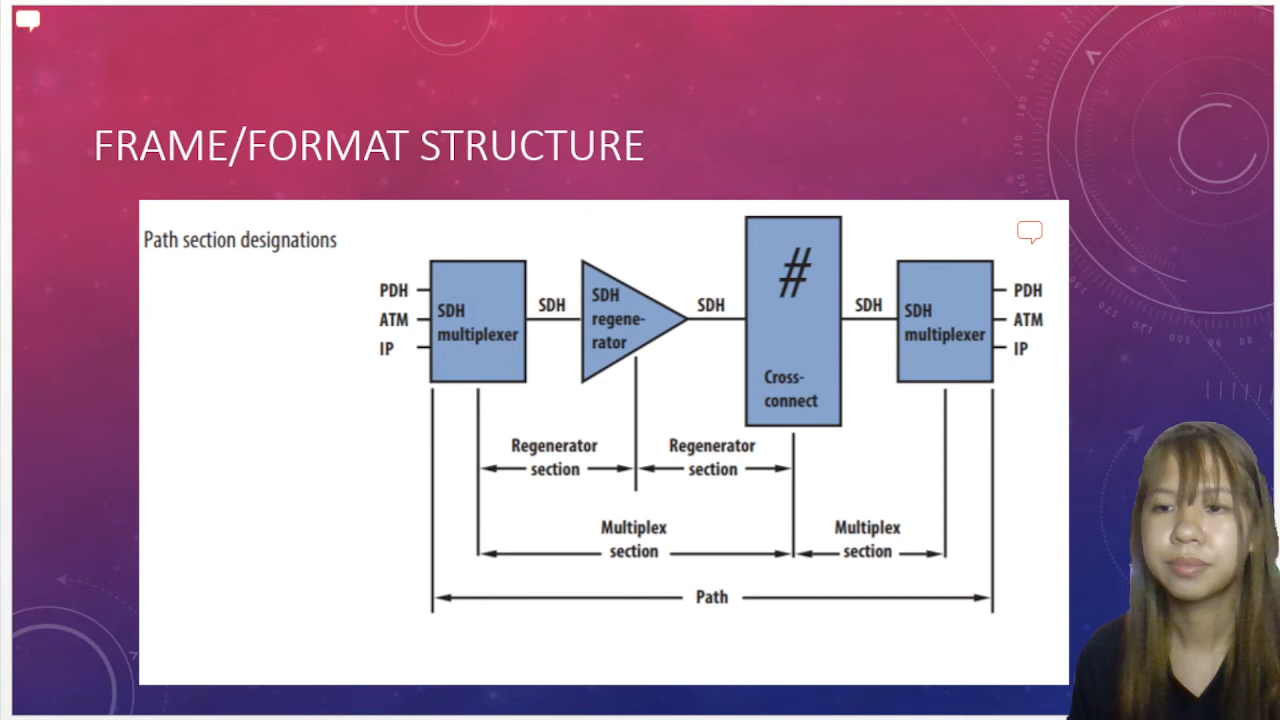 FRAME/FORMAT STRUCTURE
Path section designations
PDH
ATM
IP
SDH
multiplexer
SDH
SDH
regene-
rator
SDH
#
Cross-
connect
SDH
SDH
multiplexer
PDH
ATM
IP
Regenerator
section
Regenerator
section
Multiplex
section
Multiplex
section
Path